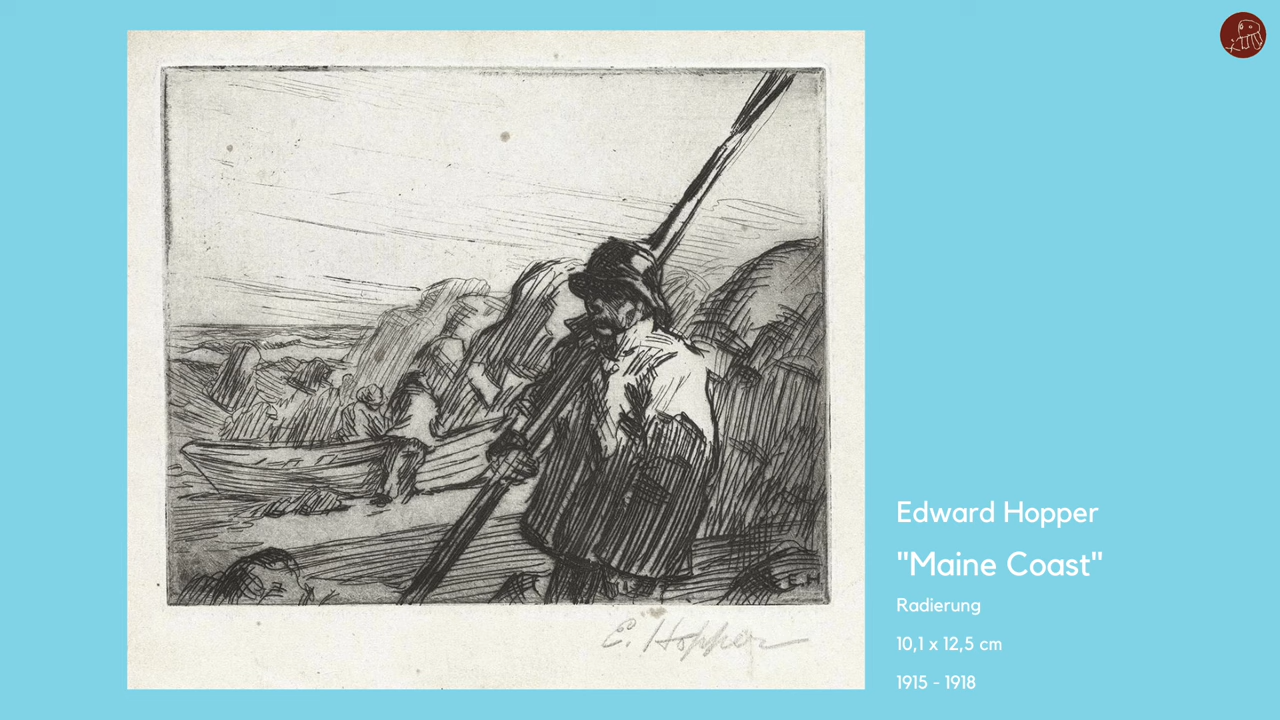 E.H
E. Hopper
Edward Hopper
"Maine Coast"
Radierung
10,1 x 12,5 cm
1915 - 1918